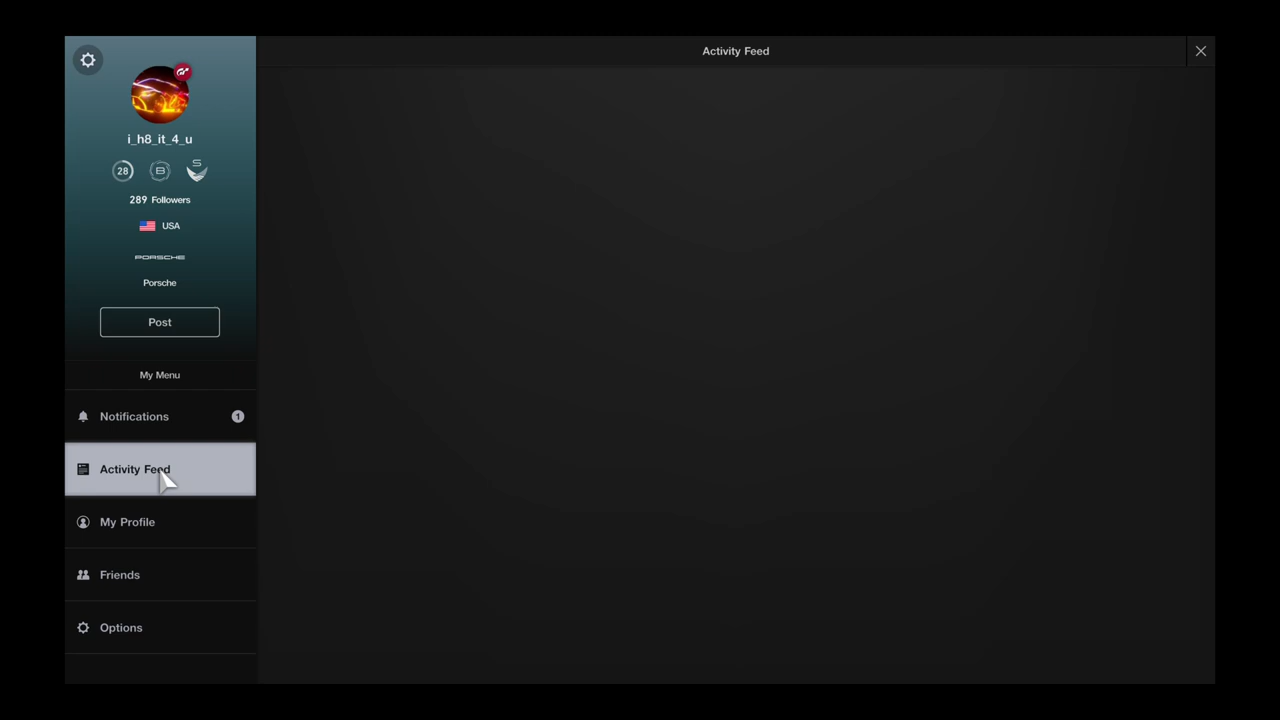 Activity Feed
i_h8_it_4_u
28 B S
289 Followers
USA
PORSCHE
Porsche
Post
My Menu
Notifications 1
Activity Feed
My Profile
Friends
Options